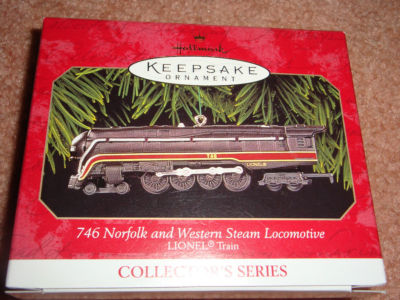 Hallmark
KEEPSAKE
ORNAMENT
746
LIONEL®
746 Norfolk and Western Steam Locomotive
LIONEL® Train
COLLECTOR'S SERIES